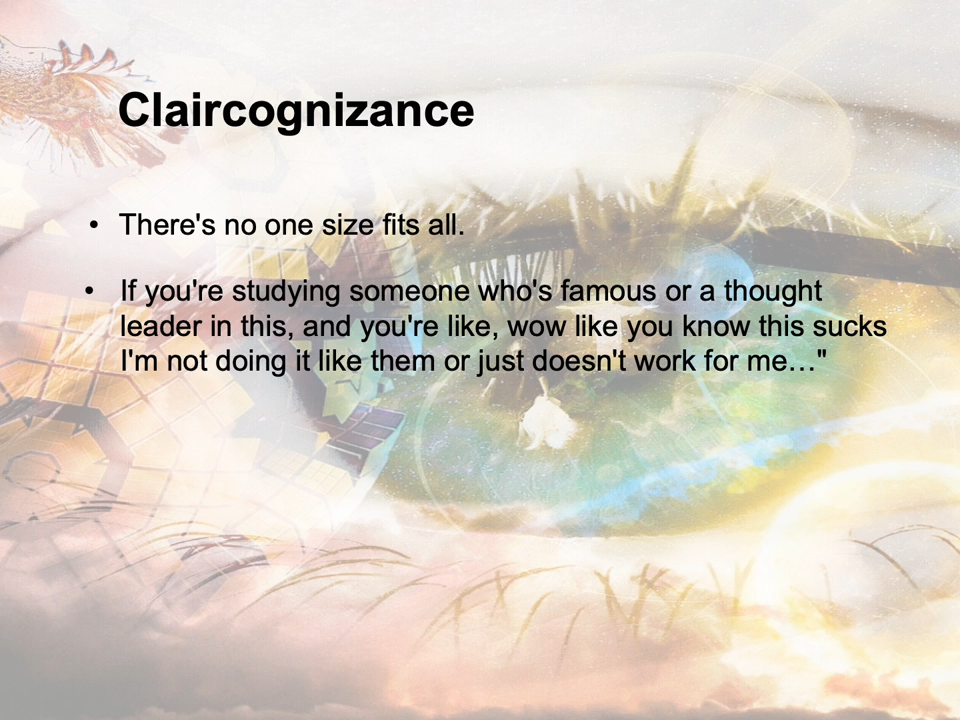 Claircognizance
• There's no one size fits all.
• If you're studying someone who's famous or a thought
leader in this, and you're like, wow like you know this sucks
I'm not doing it like them or just doesn't work for me…"